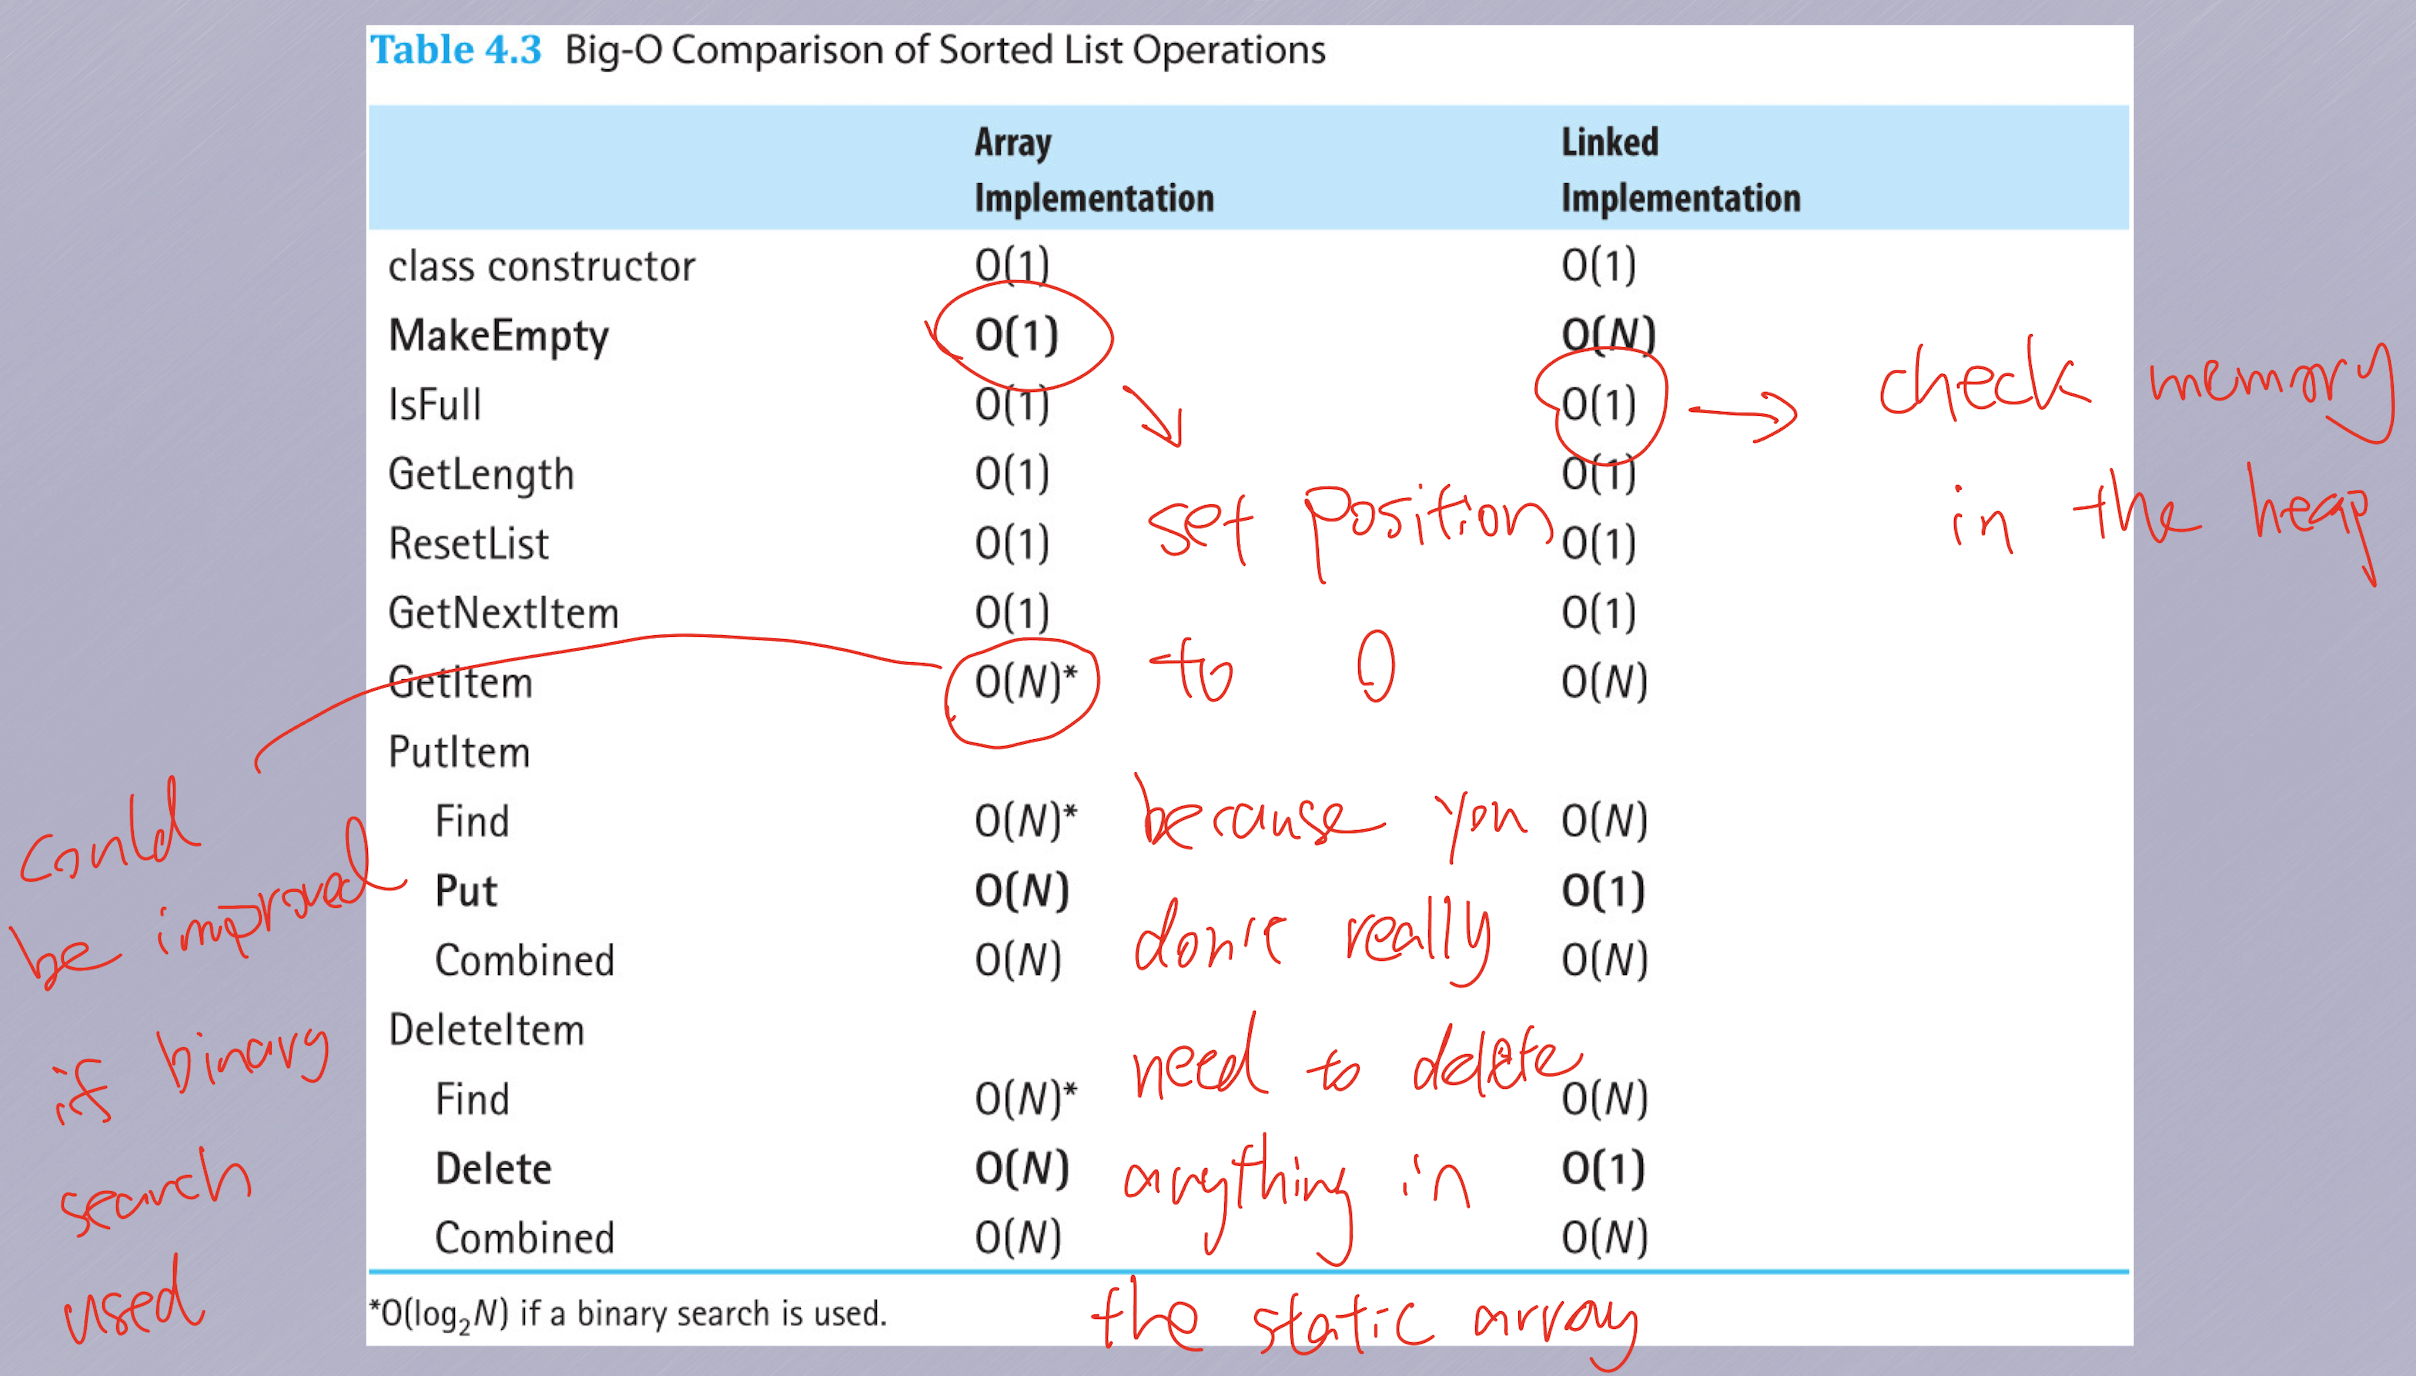 Table 4.3 Big-O Comparison of Sorted List Operations
Array Implementation Linked Implementation
class constructor O(1) O(1)
MakeEmpty O(1) O(N)
IsFull O(1) O(1)
GetLength O(1) O(1)
ResetList O(1) O(1)
GetNextItem O(1) O(1)
GetItem O(N)* O(N)
PutItem
Find O(N)* O(N)
Put O(N) O(1)
Combined O(N) O(N)
DeleteItem
Find O(N)* O(N)
Delete O(N) O(1)
Combined O(N) O(N)
*O(log₂N) if a binary search is used.
check memory
in the heap
set position
to 0
because you
don't really
need to delete
anything in
the static array
could
be improved
if binary
search
used